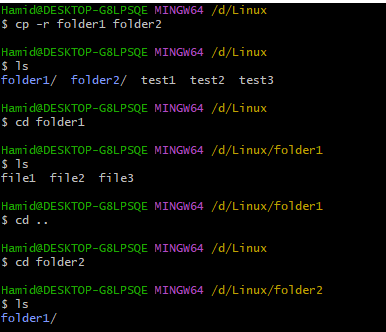 Hamid@DESKTOP-G8LPSQE MINGW64 /d/Linux
$ cp -r folder1 folder2
Hamid@DESKTOP-G8LPSQE MINGW64 /d/Linux
$ ls
folder1/  folder2/  test1  test2  test3
Hamid@DESKTOP-G8LPSQE MINGW64 /d/Linux
$ cd folder1
Hamid@DESKTOP-G8LPSQE MINGW64 /d/Linux/folder1
$ ls
file1  file2  file3
Hamid@DESKTOP-G8LPSQE MINGW64 /d/Linux/folder1
$ cd ..
Hamid@DESKTOP-G8LPSQE MINGW64 /d/Linux
$ cd folder2
Hamid@DESKTOP-G8LPSQE MINGW64 /d/Linux/folder2
$ ls
folder1/